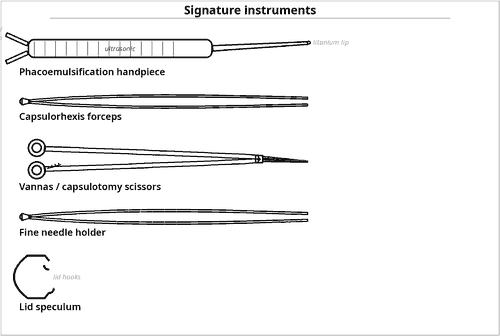 Signature instruments
ultrasonic
titanium tip
Phacoemulsification handpiece
Capsulorhexis forceps
Vannas / capsulotomy scissors
Fine needle holder
lid hooks
Lid speculum